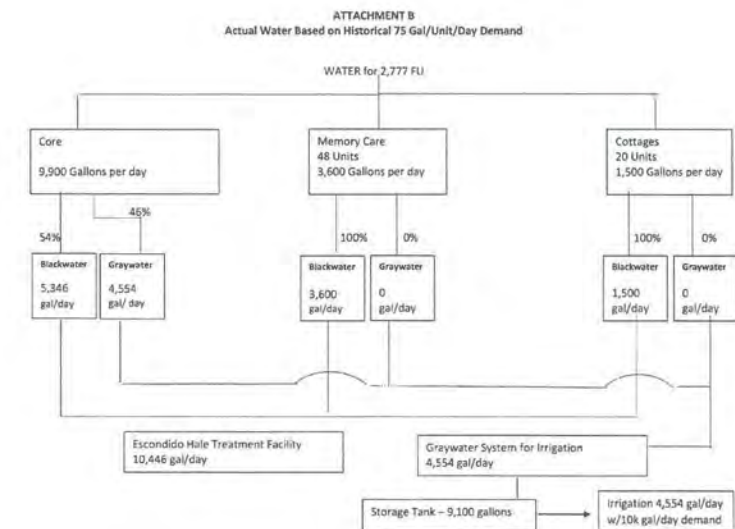 ATTACHMENT B
Actual Water Based on Historical 75 Gal/Unit/Day Demand
WATER for 2,777 FU
Core
9,900 Gallons per day
Memory Care
48 Units
3,600 Gallons per day
Cottages
20 Units
1,500 Gallons per day
54%
46%
100%
0%
100%
0%
Blackwater
5,346
gal/day
Graywater
4,554
gal/ day
Blackwater
3,600
gal/day
Graywater
0
gal/day
Blackwater
1,500
gal/day
Graywater
0
gal/day
Escondido Hale Treatment Facility
10,446 gal/day
Graywater System for Irrigation
4,554 gal/day
Storage Tank – 9,100 gallons
Irrigation 4,554 gal/day
w/10k gal/day demand